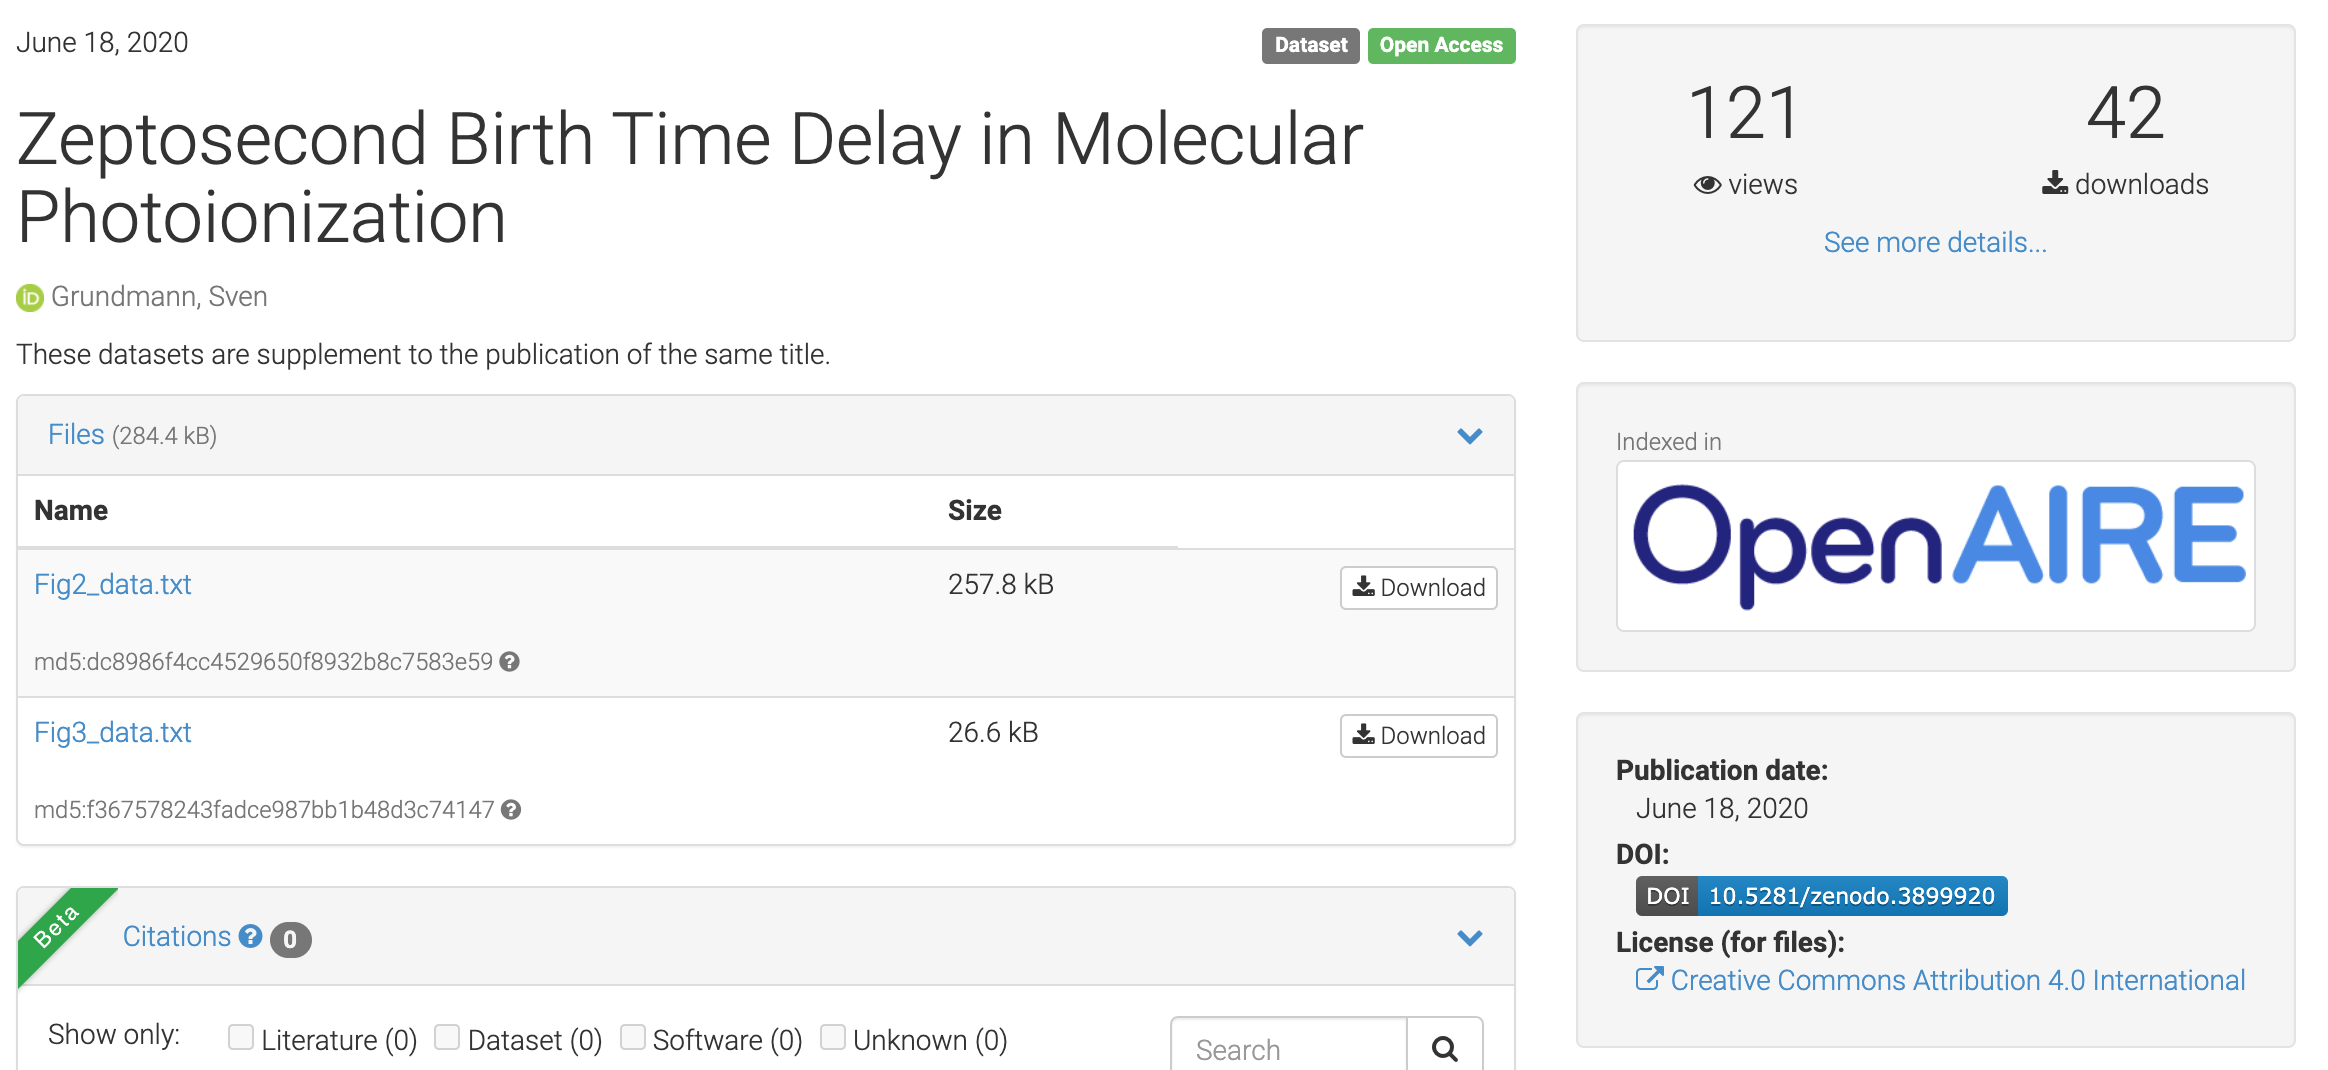 June 18, 2020
Dataset Open Access
Zeptosecond Birth Time Delay in Molecular
Photoionization
iD Grundmann, Sven
These datasets are supplement to the publication of the same title.
Files (284.4 kB)
Name Size
Fig2_data.txt 257.8 kB Download
md5:dc8986f4cc4529650f8932b8c7583e59 ?
Fig3_data.txt 26.6 kB Download
md5:f367578243fadce987bb1b48d3c74147 ?
Beta
Citations ? 0
Show only: Literature (0) Dataset (0) Software (0) Unknown (0) Search
121 42
views downloads
See more details...
Indexed in
OpenAIRE
Publication date:
June 18, 2020
DOI:
DOI 10.5281/zenodo.3899920
License (for files):
Creative Commons Attribution 4.0 International